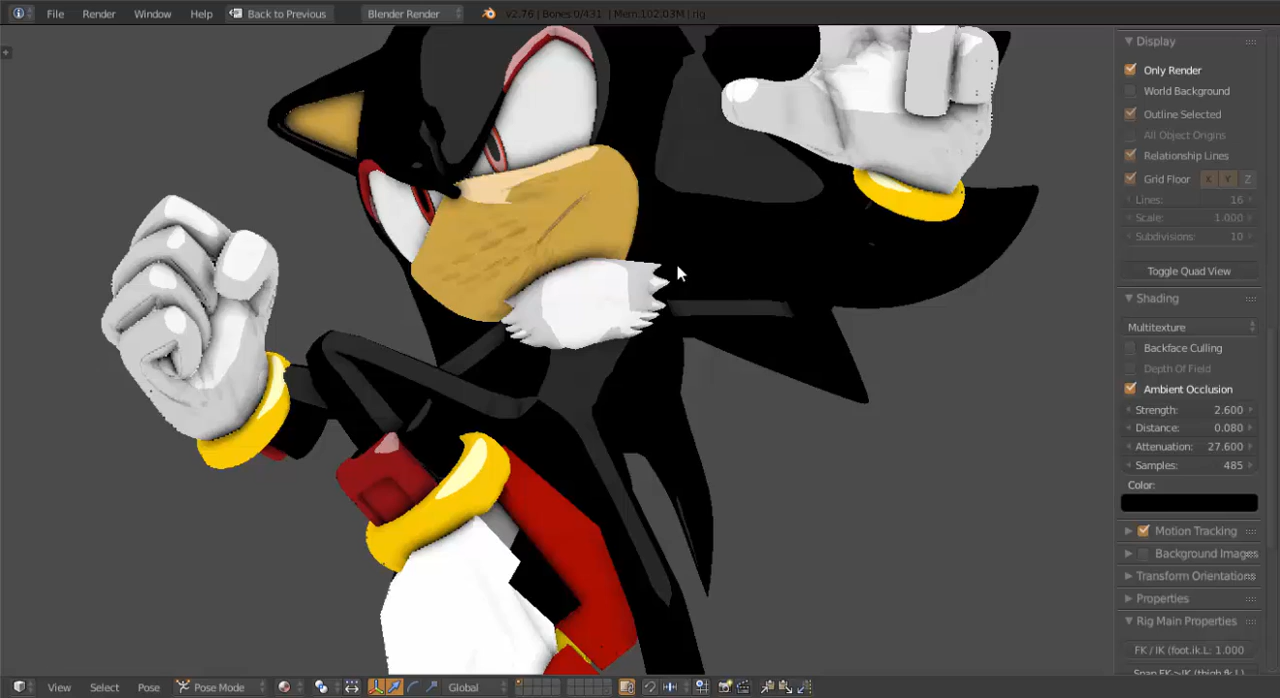 File Render Window Help Back to Previous Blender Render v2.76 | Bones:0/431 | Mem:102.03M | rig
Display
Only Render
World Background
Outline Selected
All Object Origins
Relationship Lines
Grid Floor X Y Z
Lines: 16
Scale: 1.000
Subdivisions: 10
Toggle Quad View
Shading
Multitexture
Backface Culling
Depth Of Field
Ambient Occlusion
Strength: 2.600
Distance: 0.080
Attenuation: 27.600
Samples: 485
Color:
Motion Tracking
Background Images
Transform Orientations
Properties
Rig Main Properties
FK / IK (foot.ik.L: 1.000
View Select Pose Pose Mode Global